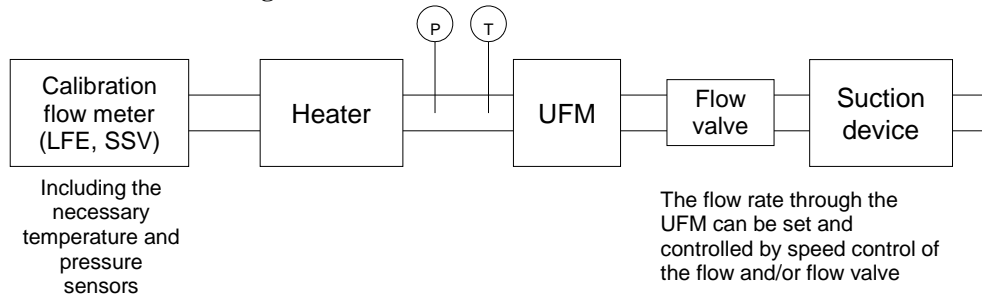 P T
Calibration
flow meter
(LFE, SSV)
Heater
UFM
Flow
valve
Suction
device
Including the
necessary
temperature and
pressure
sensors
The flow rate through the
UFM can be set and
controlled by speed control of
the flow and/or flow valve